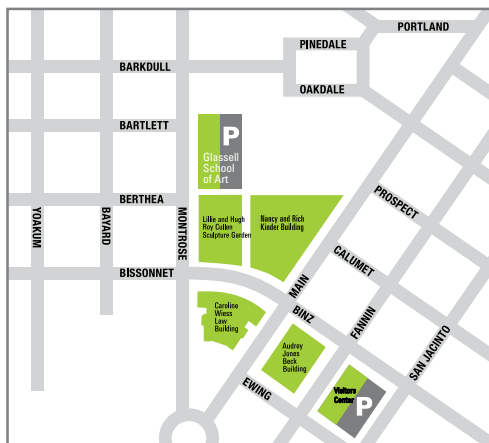 PORTLAND
PINEDALE
BARKDULL
OAKDALE
BARTLETT
P
Glassell
School
of Art
BERTHEA
YOAKUM
BAYARD
MONTROSE
Lillie and Hugh
Roy Cullen
Sculpture Garden
Nancy and Rich
Kinder Building
PROSPECT
BISSONNET
CALUMET
MAIN
Caroline
Wiess
Law
Building
BINZ
FANNIN
SAN JACINTO
Audrey
Jones
Beck
Building
EWING
Visitors
Center
P